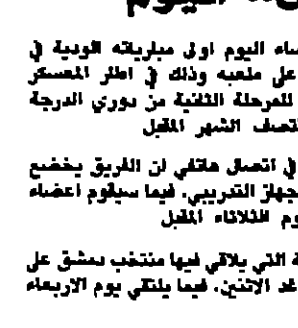 اليوم
مساء اليوم اولى مبارياته الودية في
على ملعبه وذلك في اطار المعسكر
للمرحلة الثانية من دوري الدرجة
منتصف الشهر المقبل
في اتصال هاتفي ان الفريق يخضع
الجهاز التدريبي. فيما سيقوم اعضاء
يوم الثلاثاء المقبل
التي يلاقي فيها منتخب دمشق على
غد الاثنين. فيما يلتقي يوم الاربعاء